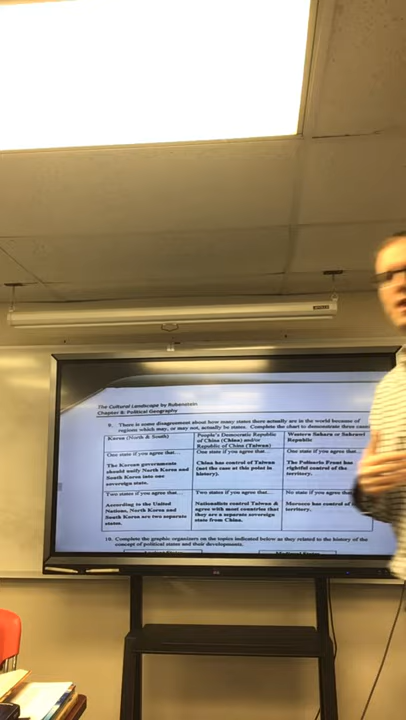 The Cultural Landscape by Rubenstein
Chapter 8: Political Geography
9. There is some disagreement about how many states there actually are in the world because of
regions which may, or may not, actually be states. Complete the chart to demonstrate three
Korea (North & South)
People's Democratic Republic
of China (China) and/or
Republic of China (Taiwan)
Western Sahara or Sahrawi
Republic
One state if you agree that...
The Korean governments
should unify North Korea and
South Korea into one
sovereign state.
One state if you agree that...
China has control of Taiwan
(not the case at this point in
history).
One state if you agree that...
The Polisario Front has
rightful control of the
territory.
Two states if you agree that...
According to the United
Nations, North Korea and
South Korea are two separate
states.
Two states if you agree that...
Nationalists control Taiwan &
agree with most countries that
they are a separate sovereign
state from China.
No state if you agree that...
Morocco has control of
territory.
10. Complete the graphic organizers on the topics indicated below as they related to the history of the
concept of political states and their developments.